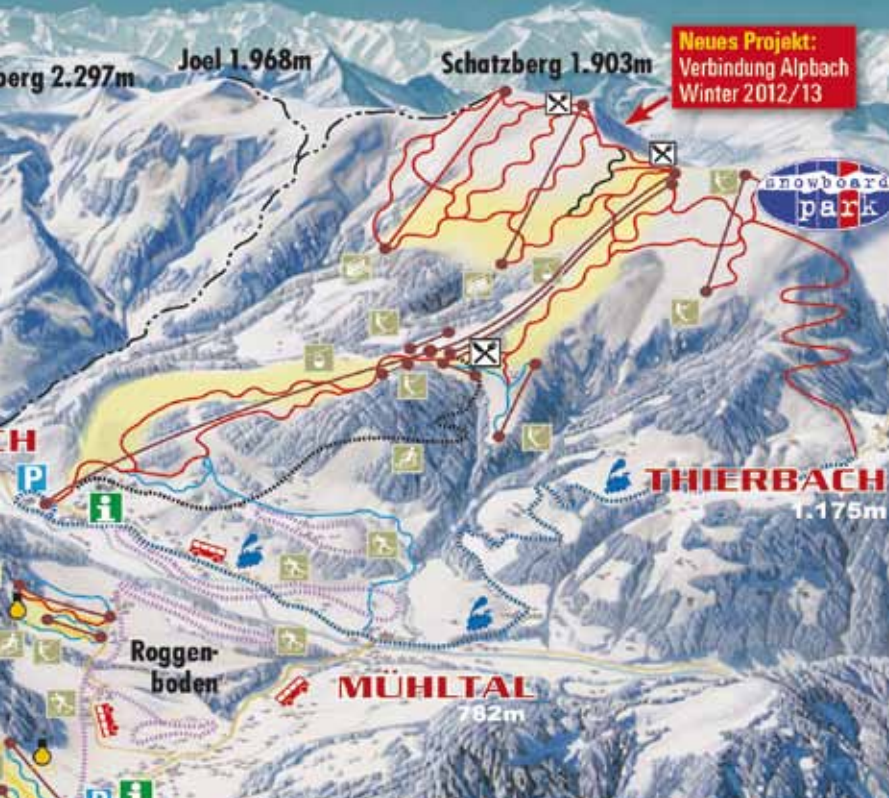 Neues Projekt:
Verbindung Alpbach
Winter 2012/13
Joel 1.968m
Schatzberg 1.903m
berg 2.297m
snowboard
park
CH
P
i
THIERBACH
1.175m
Roggen-
boden
MÜHLTAL
782m
P
i